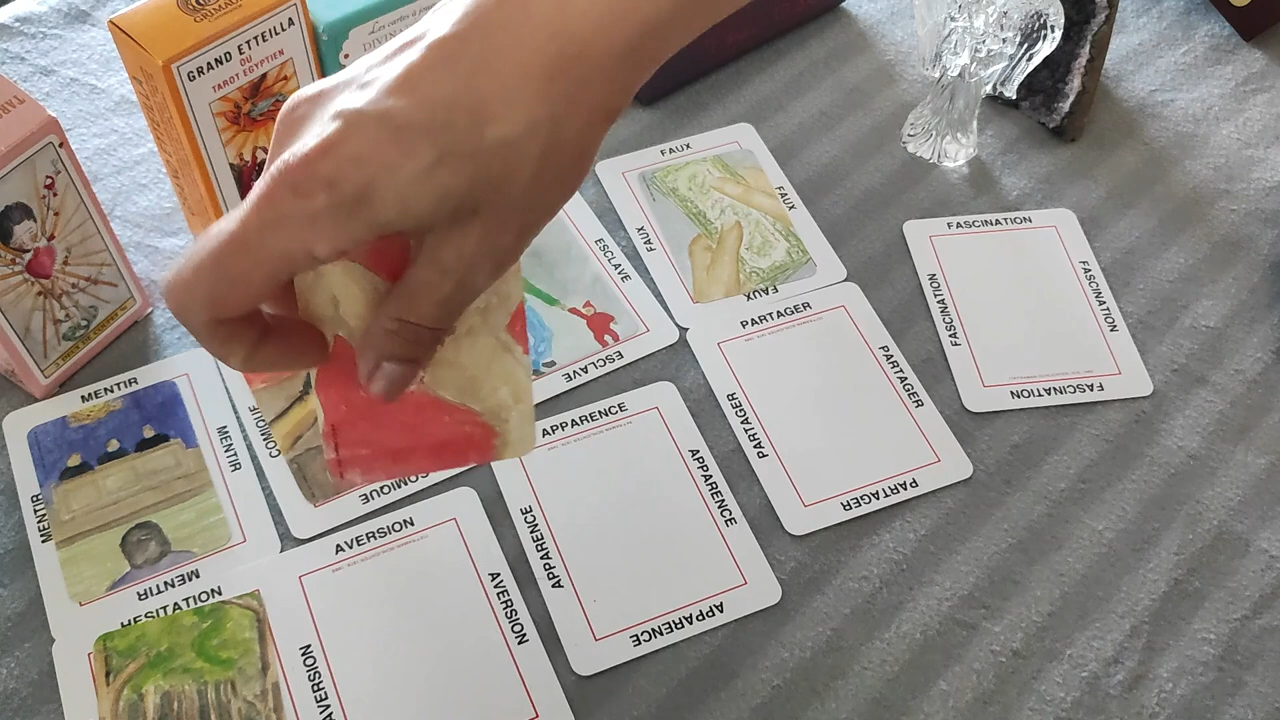 GRIMAUD
GRAND ETTEILLA
OU
TAROT EGYPTIEN
Les cartes à jouer
TARO
FAUX
FAUX
FAUX
FAUX
ESCLAVE
ESCLAVE
FASCINATION
FASCINATION
FASCINATION
FASCINATION
PARTAGER
PARTAGER
PARTAGER
PARTAGER
MENTIR
MENTIR
MENTIR
MENTIR
COMIQUE
COMIQUE
APPARENCE
APPARENCE
APPARENCE
APPARENCE
AVERSION
AVERSION
AVERSION
HESITATION